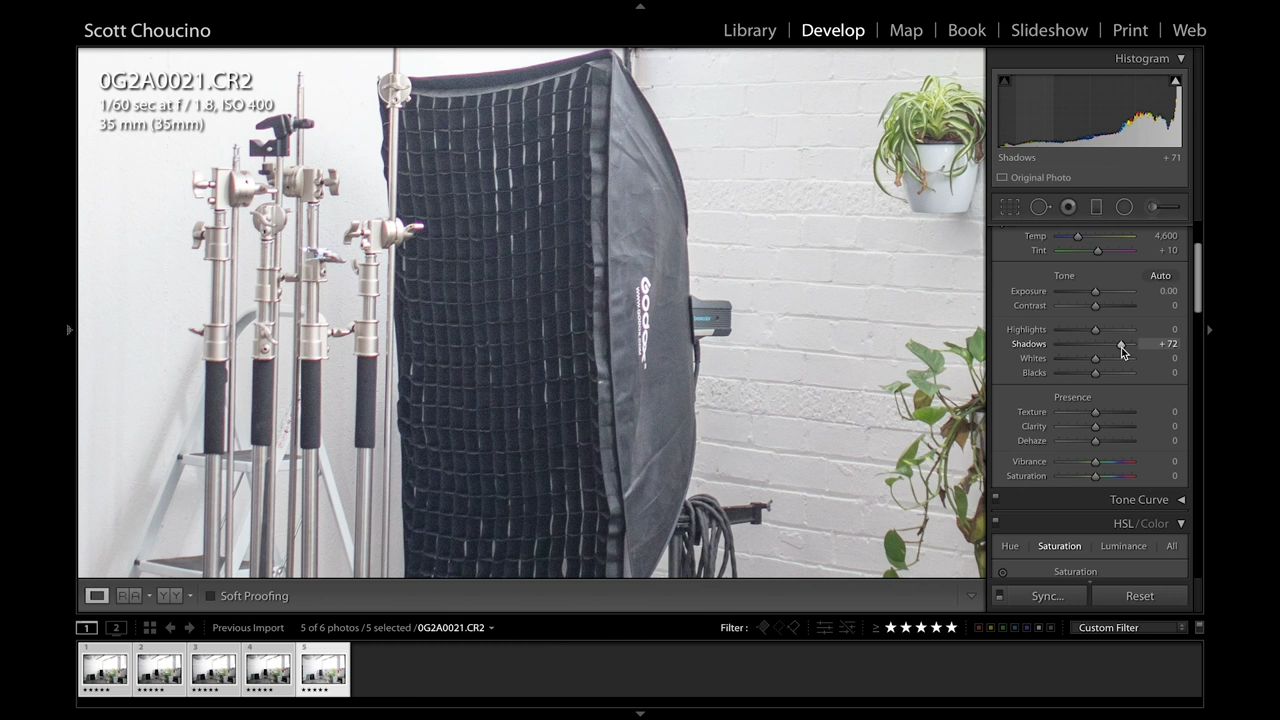 Scott Choucino
Library | Develop | Map | Book | Slideshow | Print | Web
0G2A0021.CR2
1/60 sec at f / 1.8, ISO 400
35 mm (35mm)
GODOX
Histogram
Shadows + 71
Original Photo
Temp 4,600
Tint + 10
Tone Auto
Exposure 0.00
Contrast 0
Highlights 0
Shadows + 72
Whites 0
Blacks 0
Presence
Texture 0
Clarity 0
Dehaze 0
Vibrance 0
Saturation 0
Tone Curve
HSL / Color
Hue Saturation Luminance All
Saturation
Sync... Reset
R A Y Y Soft Proofing
1 2 Previous Import 5 of 6 photos / 5 selected / 0G2A0021.CR2 Filter : ≥ ★★★★★ Custom Filter
1 2 3 4 5
★★★★★ ★★★★★ ★★★★★ ★★★★★ ★★★★★